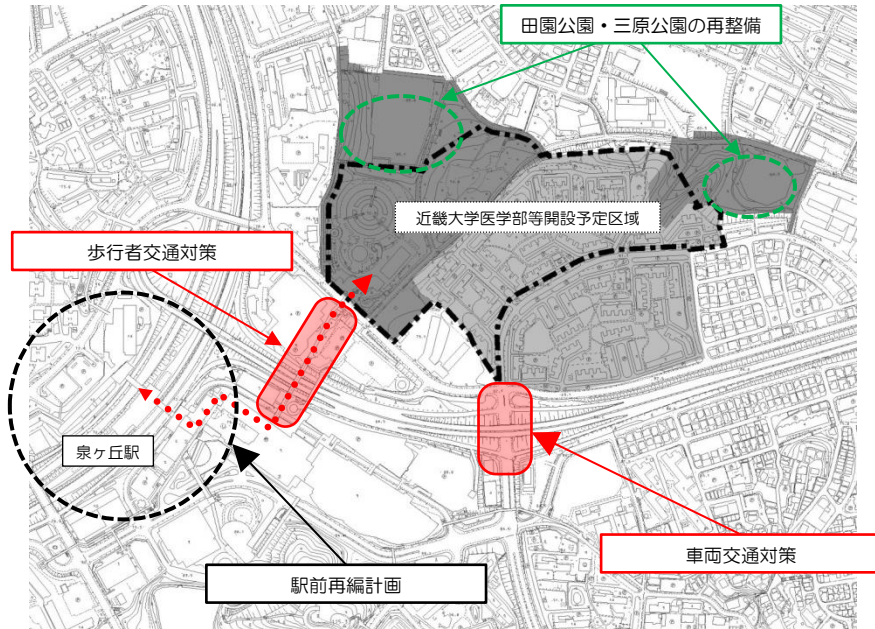 田園公園・三原公園の再整備
近畿大学医学部等開設予定区域
歩行者交通対策
泉ヶ丘駅
車両交通対策
駅前再編計画